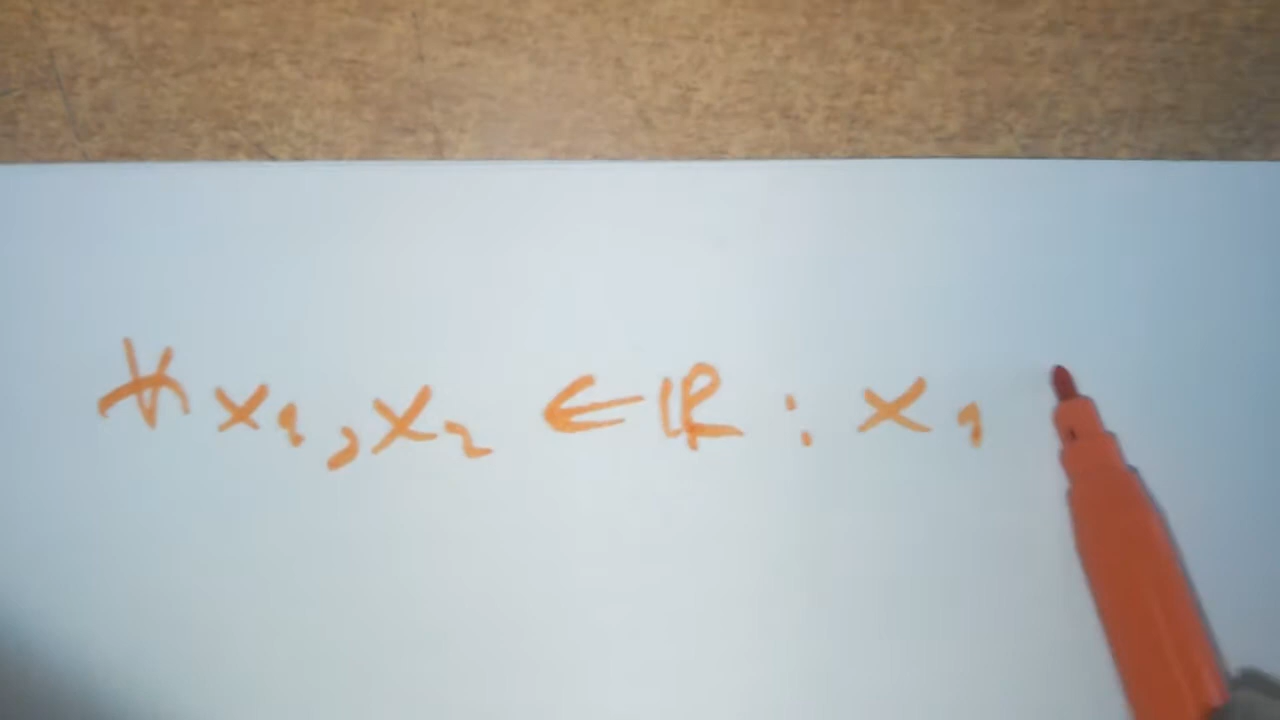 ∀ x₁, x₂ ∈ ℝ : x₁